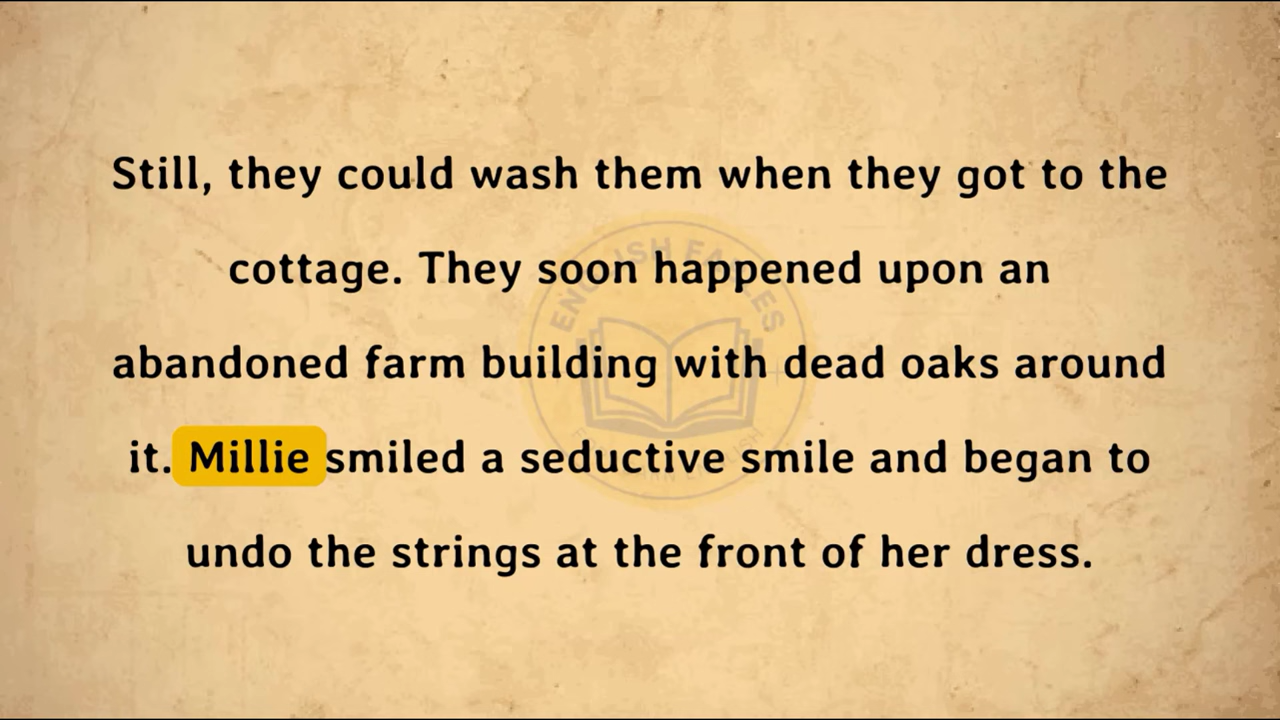 Still, they could wash them when they got to the
cottage. They soon happened upon an
abandoned farm building with dead oaks around
it. Millie smiled a seductive smile and began to
undo the strings at the front of her dress.